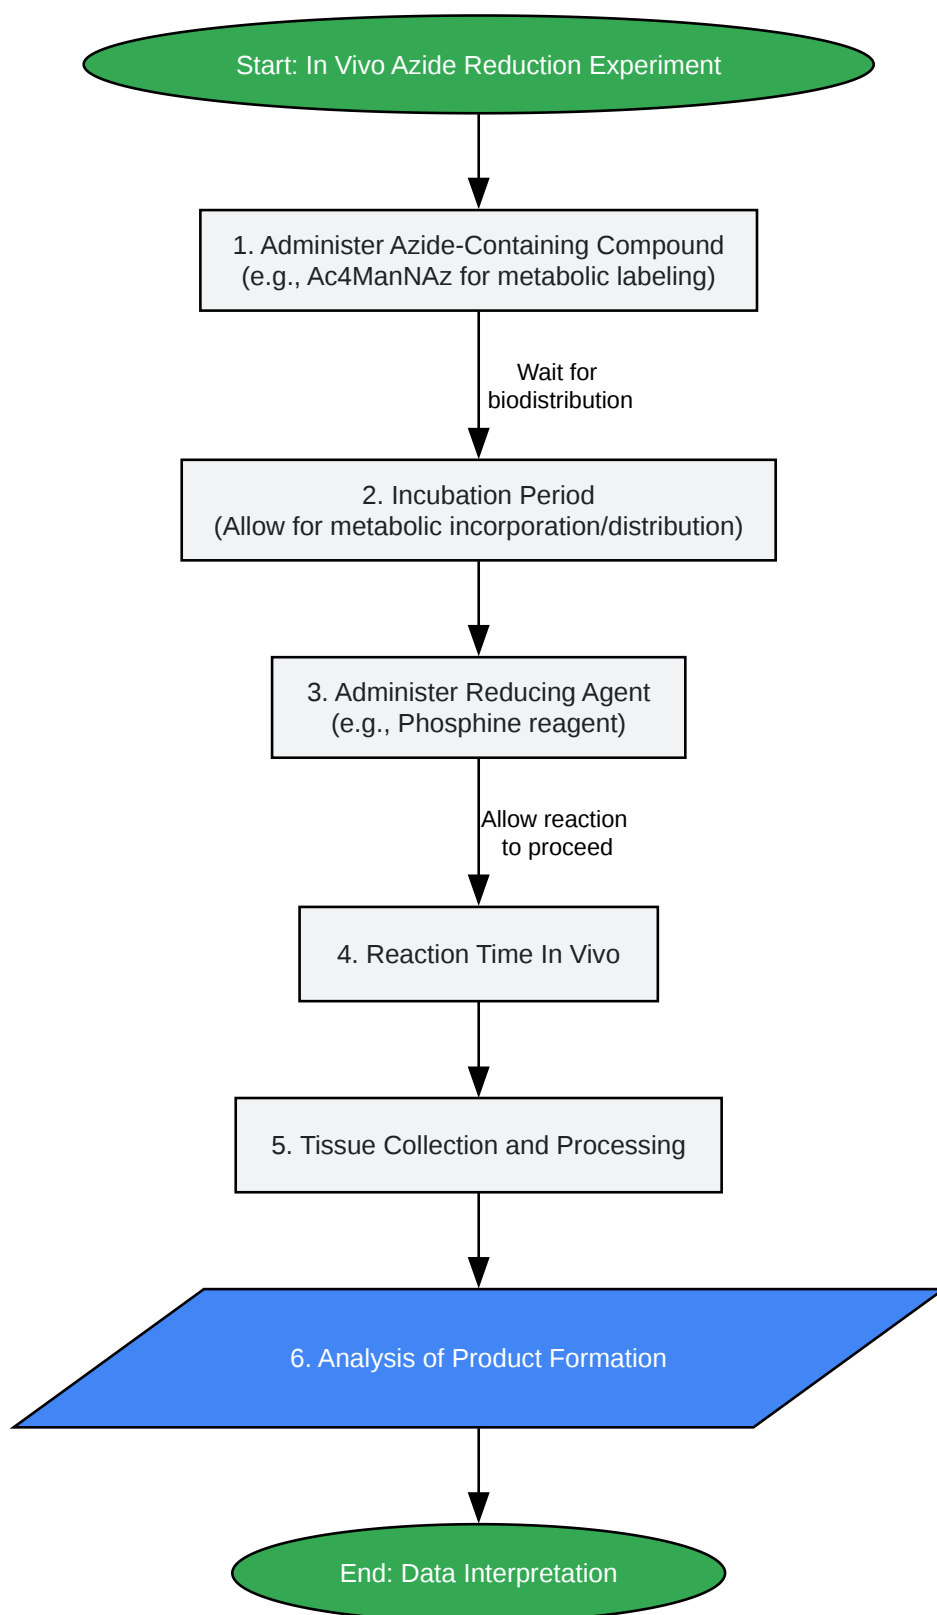 Start: In Vivo Azide Reduction Experiment
1. Administer Azide-Containing Compound
(e.g., Ac4ManNAz for metabolic labeling)
Wait for
biodistribution
2. Incubation Period
(Allow for metabolic incorporation/distribution)
3. Administer Reducing Agent
(e.g., Phosphine reagent)
Allow reaction
to proceed
4. Reaction Time In Vivo
5. Tissue Collection and Processing
6. Analysis of Product Formation
End: Data Interpretation